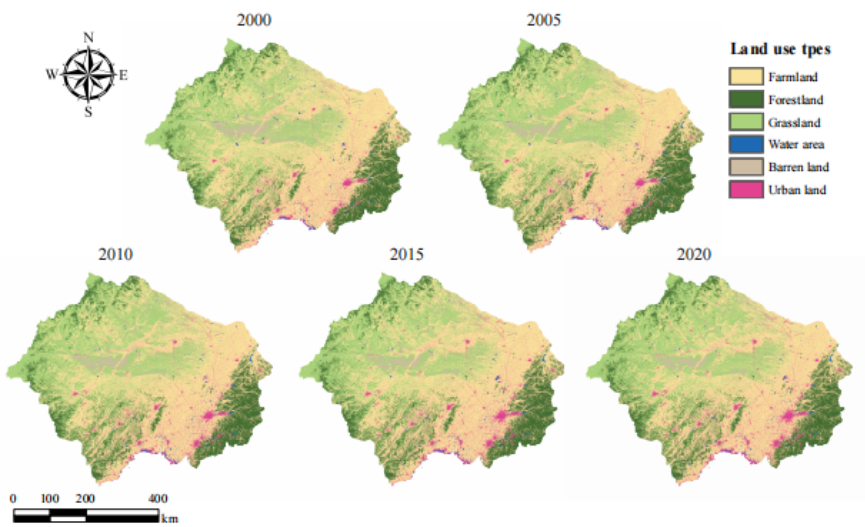 2000
2005
N
W
E
S
Land use tpes
Farmland
Forestland
Grassland
Water area
Barren land
Urban land
2010
2015
2020
0 100 200 400
km